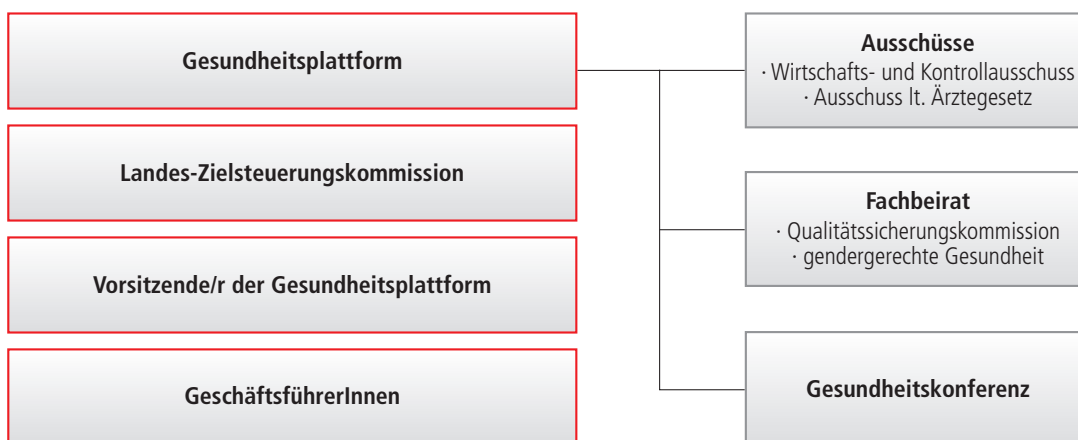 Gesundheitsplattform
Landes-Zielsteuerungskommission
Vorsitzende/r der Gesundheitsplattform
GeschäftsführerInnen
Ausschüsse
· Wirtschafts- und Kontrollausschuss
· Ausschuss lt. Ärztegesetz
Fachbeirat
· Qualitätssicherungskommission
· gendergerechte Gesundheit
Gesundheitskonferenz